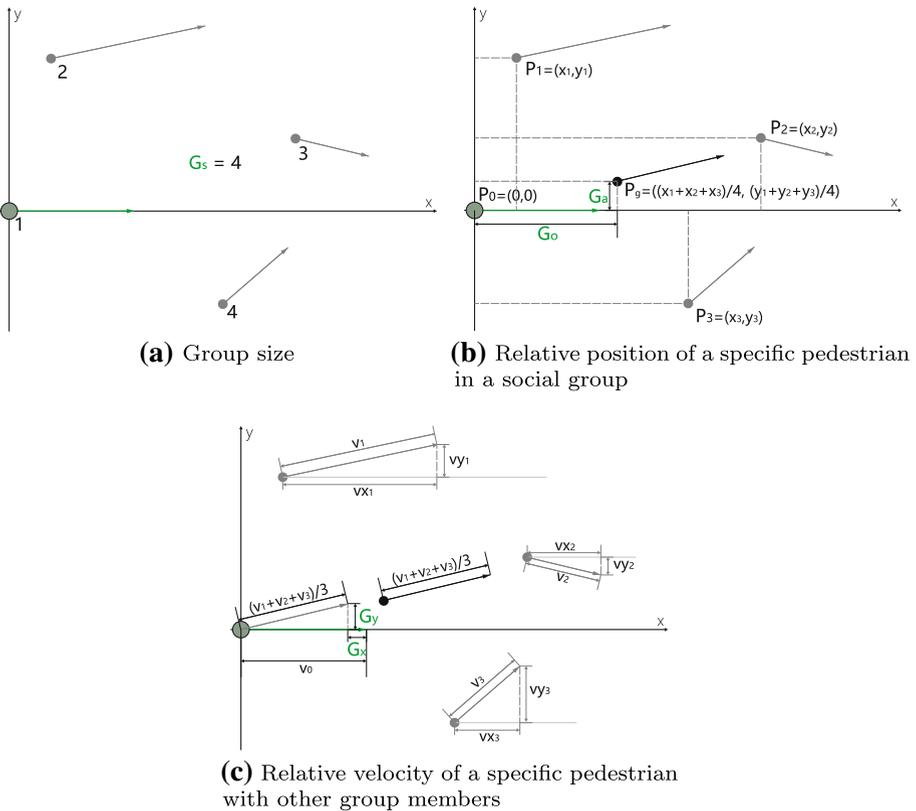 y
2
3
Gs = 4
x
1
4
(a) Group size
y
P1=(x1,y1)
P2=(x2,y2)
P0=(0,0)
Ga
Pg=((x1+x2+x3)/4, (y1+y2+y3)/4)
x
Go
P3=(x3,y3)
(b) Relative position of a specific pedestrian
in a social group
y
v1
vy1
vx1
vx2
vy2
v2
(v1+v2+v3)/3
(v1+v2+v3)/3
Gy
x
Gx
v0
v3
vy3
vx3
(c) Relative velocity of a specific pedestrian
with other group members